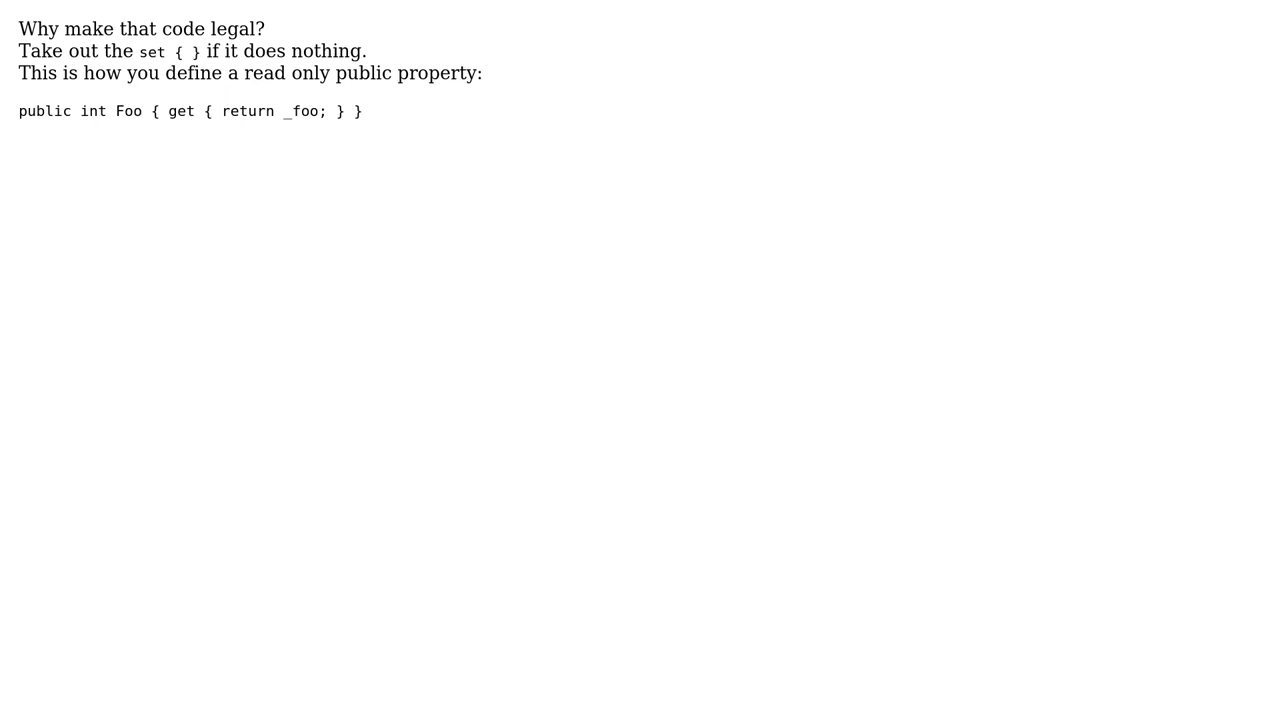 Why make that code legal?
Take out the set { } if it does nothing.
This is how you define a read only public property:
public int Foo { get { return _foo; } }